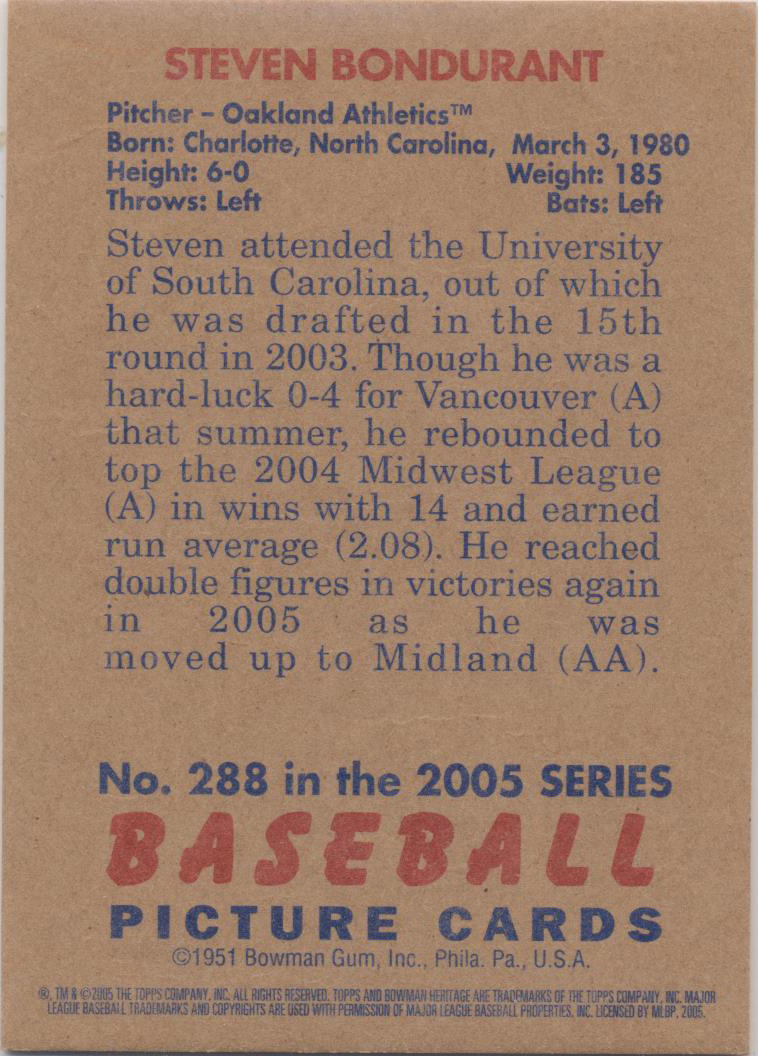 STEVEN BONDURANT
Pitcher – Oakland Athletics™
Born: Charlotte, North Carolina, March 3, 1980
Height: 6-0 Weight: 185
Throws: Left Bats: Left
Steven attended the University
of South Carolina, out of which
he was drafted in the 15th
round in 2003. Though he was a
hard-luck 0-4 for Vancouver (A)
that summer, he rebounded to
top the 2004 Midwest League
(A) in wins with 14 and earned
run average (2.08). He reached
double figures in victories again
in 2005 as he was
moved up to Midland (AA).
No. 288 in the 2005 SERIES
BASEBALL
PICTURE CARDS
©1951 Bowman Gum, Inc., Phila. Pa., U.S.A.
®, TM & ©2005 THE TOPPS COMPANY, INC. ALL RIGHTS RESERVED. TOPPS AND BOWMAN HERITAGE ARE TRADEMARKS OF THE TOPPS COMPANY, INC. MAJOR
LEAGUE BASEBALL TRADEMARKS AND COPYRIGHTS ARE USED WITH PERMISSION OF MAJOR LEAGUE BASEBALL PROPERTIES, INC. LICENSED BY MLBP, 2005.